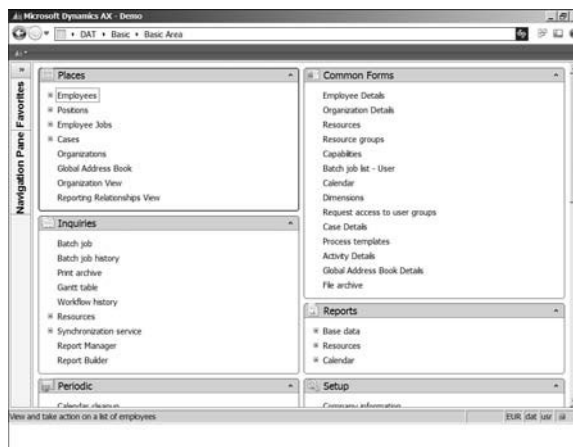 Microsoft Dynamics AX - Demo
DAT • Basic • Basic Area
Favorites
Navigation Pane
Places
Employees
Positions
Employee Jobs
Cases
Organizations
Global Address Book
Organization View
Reporting Relationships View
Inquiries
Batch job
Batch job history
Print archive
Gantt table
Workflow history
Resources
Synchronization service
Report Manager
Report Builder
Periodic
Calendar cleanup
Common Forms
Employee Details
Organization Details
Resources
Resource groups
Capabilities
Batch job list - User
Calendar
Dimensions
Request access to user groups
Case Details
Process templates
Activity Details
Global Address Book Details
File archive
Reports
Base data
Resources
Calendar
Setup
Company information
View and take action on a list of employees
EUR dat usr